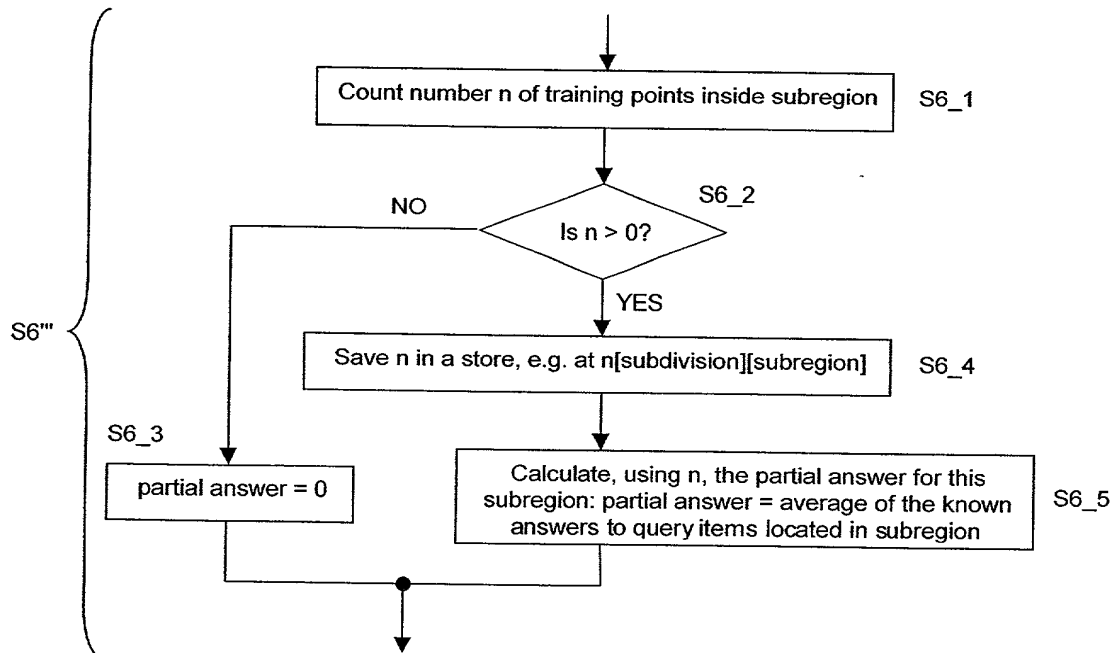 Count number n of training points inside subregion
S6_1
S6_2
NO
Is n > 0?
YES
S6'''
Save n in a store, e.g. at n[subdivision][subregion]
S6_4
S6_3
partial answer = 0
Calculate, using n, the partial answer for this
subregion: partial answer = average of the known
answers to query items located in subregion
S6_5